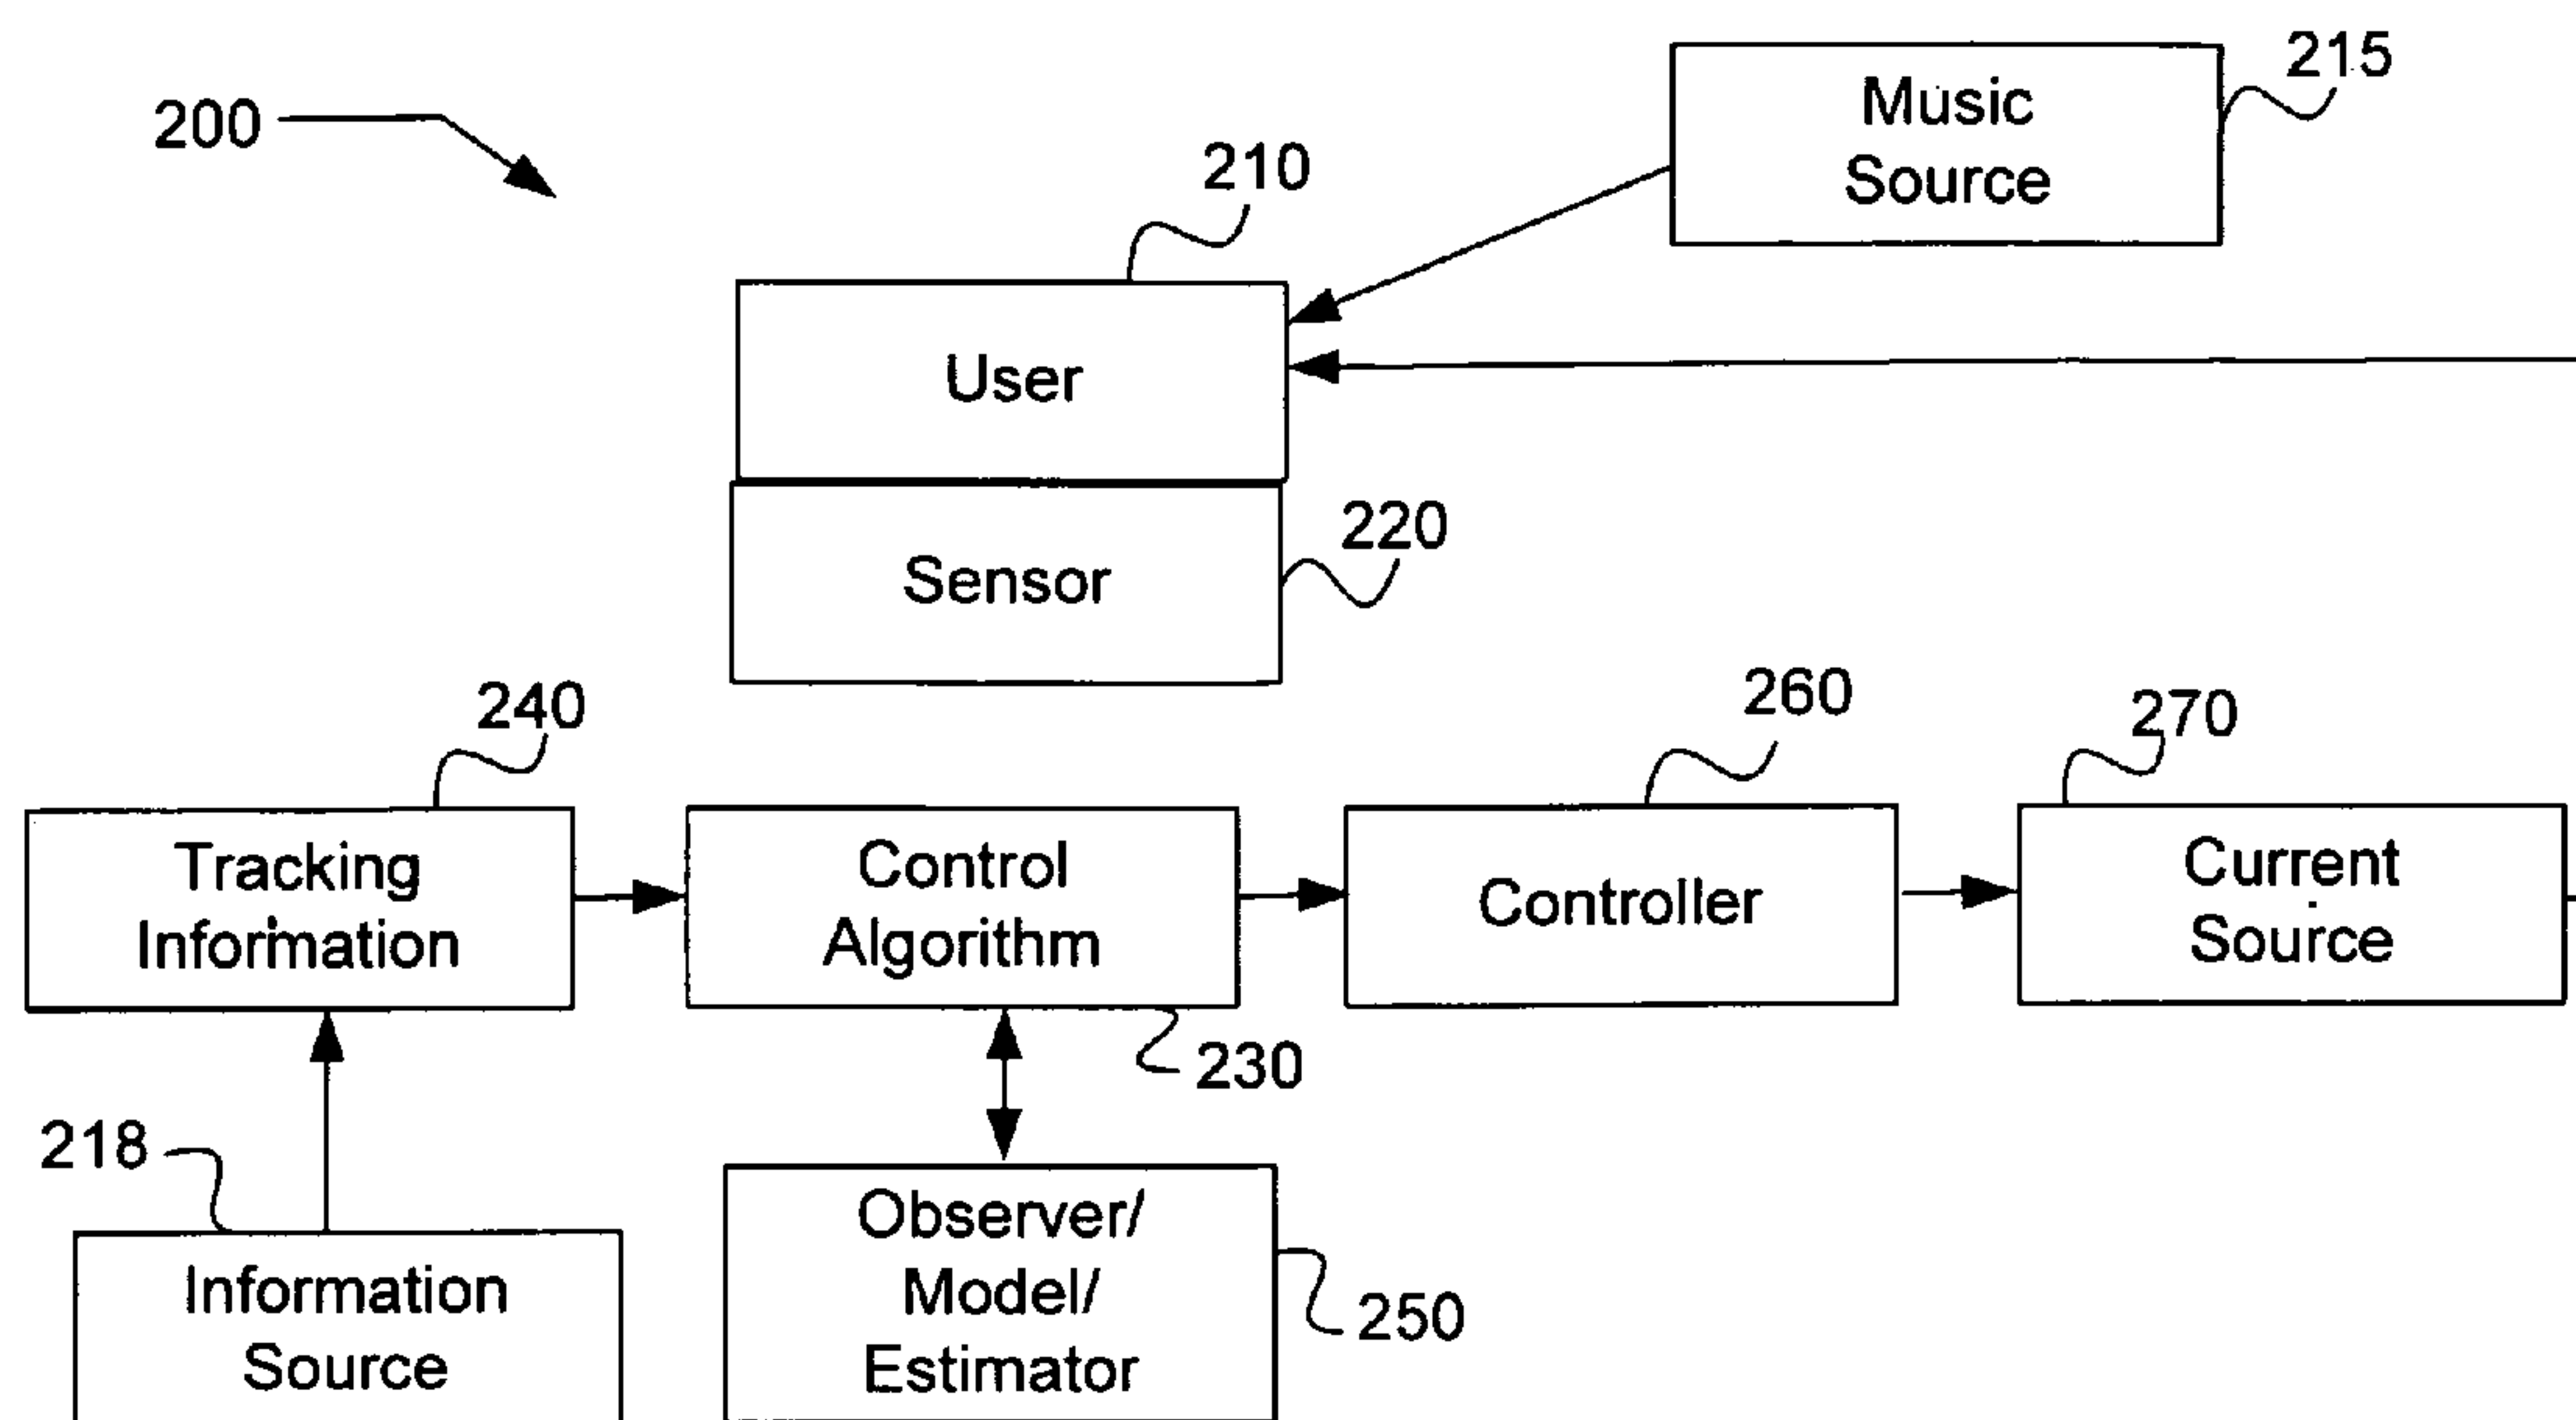 200
215
Music
Source
210
User
220
Sensor
240
260
270
Tracking
Information
Control
Algorithm
Controller
Current
Source
230
218
Information
Source
Observer/
Model/
Estimator
250